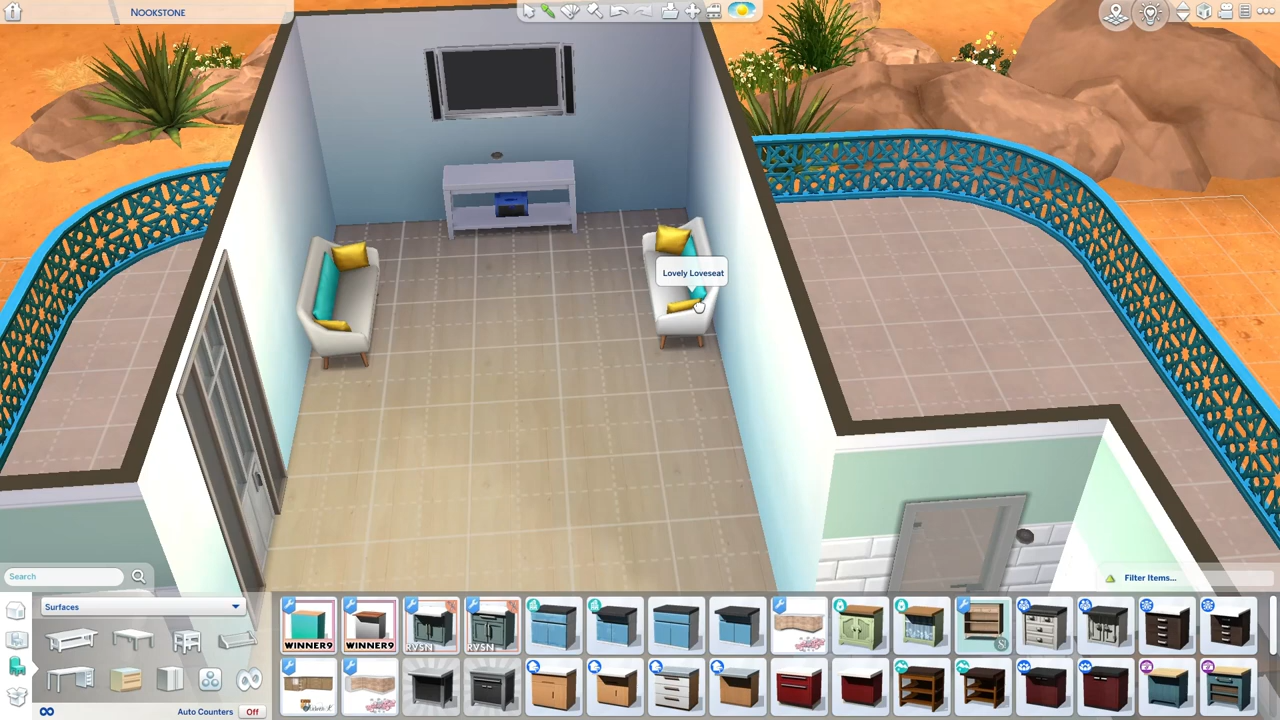 Nookstone
Lovely Loveseat
Search
Filter Items...
Surfaces
WINNER9
WINNER9
RVSN
RVSN
Auto Counters
Off